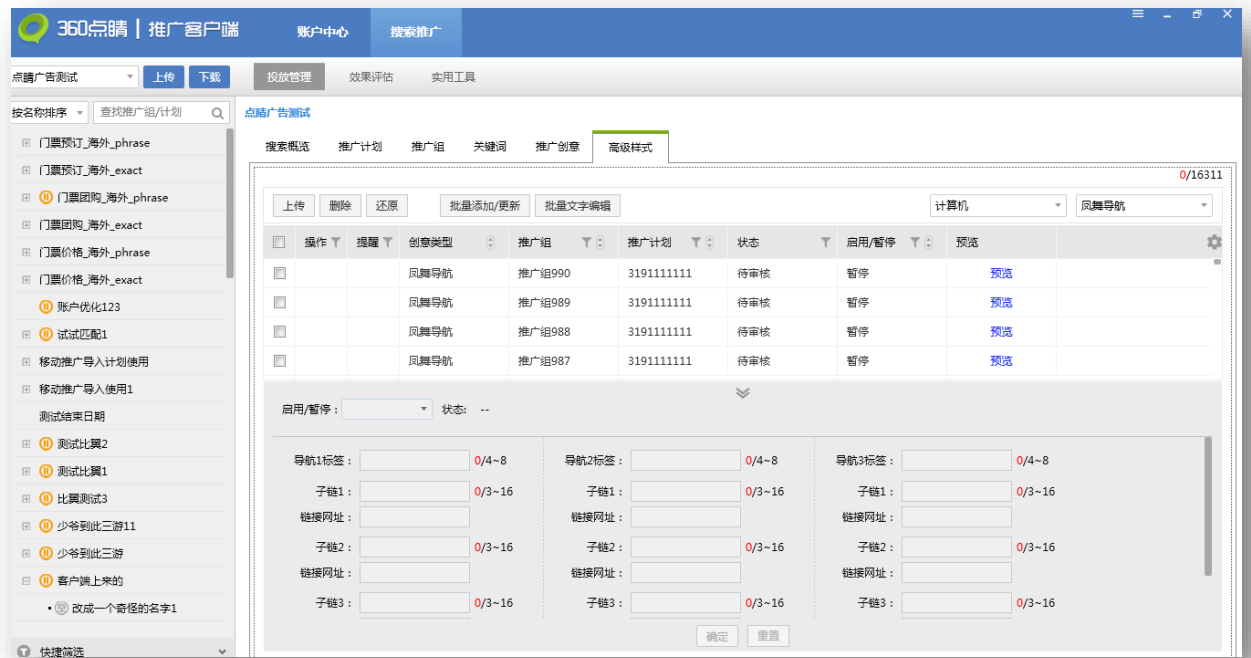 360点睛 | 推广客户端 账户中心 搜索推广
点睛广告测试 上传 下载 投放管理 效果评估 实用工具
按名称排序 查找推广组/计划
门票预订_海外_phrase
门票预订_海外_exact
门票团购_海外_phrase
门票团购_海外_exact
门票价格_海外_phrase
门票价格_海外_exact
账户优化123
试试匹配1
移动推广导入计划使用
移动推广导入使用1
测试结束日期
测试比翼2
测试比翼1
比翼测试3
少爷到此三游11
少爷到此三游
客户端上来的
改成一个奇怪的名字1
快捷筛选
点睛广告测试
搜索概览 推广计划 推广组 关键词 推广创意 高级样式
0/16311
上传 删除 还原 批量添加/更新 批量文字编辑 计算机 凤舞导航
操作 提醒 创意类型 推广组 推广计划 状态 启用/暂停 预览
凤舞导航 推广组990 3191111111 待审核 暂停 预览
凤舞导航 推广组989 3191111111 待审核 暂停 预览
凤舞导航 推广组988 3191111111 待审核 暂停 预览
凤舞导航 推广组987 3191111111 待审核 暂停 预览
启用/暂停： 状态: --
导航1标签： 0/4~8 导航2标签： 0/4~8 导航3标签： 0/4~8
子链1： 0/3~16 子链1： 0/3~16 子链1： 0/3~16
链接网址： 链接网址： 链接网址：
子链2： 0/3~16 子链2： 0/3~16 子链2： 0/3~16
链接网址： 链接网址： 链接网址：
子链3： 0/3~16 子链3： 0/3~16 子链3： 0/3~16
确定 重置